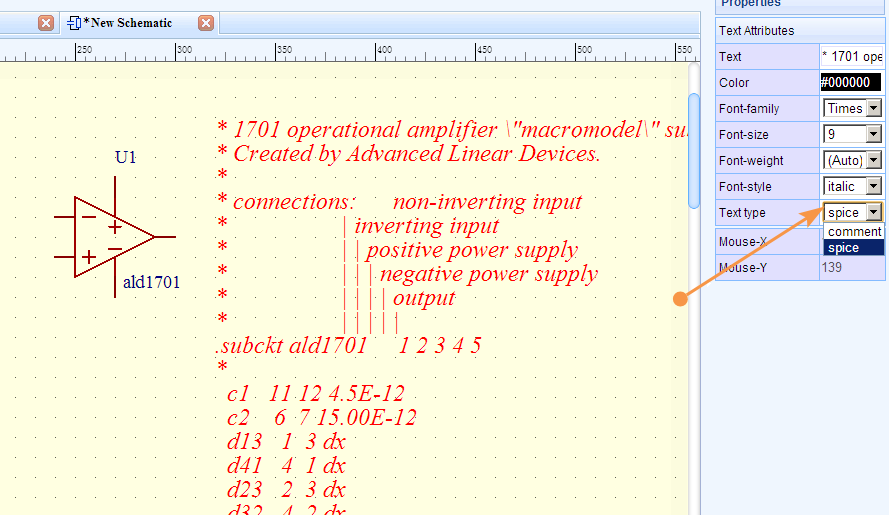 Properties
*New Schematic
250 300 350 400 450 500 550
Text Attributes
Text * 1701 ope
Color #000000
Font-family Times
Font-size 9
Font-weight (Auto)
Font-style italic
Text type spice
comment
spice
Mouse-X
Mouse-Y 139
U1
ald1701
* 1701 operational amplifier \"macromodel\" su
* Created by Advanced Linear Devices.
*
* connections: non-inverting input
* | inverting input
* | | positive power supply
* | | | negative power supply
* | | | | output
* | | | | |
.subckt ald1701 1 2 3 4 5
*
c1 11 12 4.5E-12
c2 6 7 15.00E-12
d13 1 3 dx
d41 4 1 dx
d23 2 3 dx
d32 4 2 dx